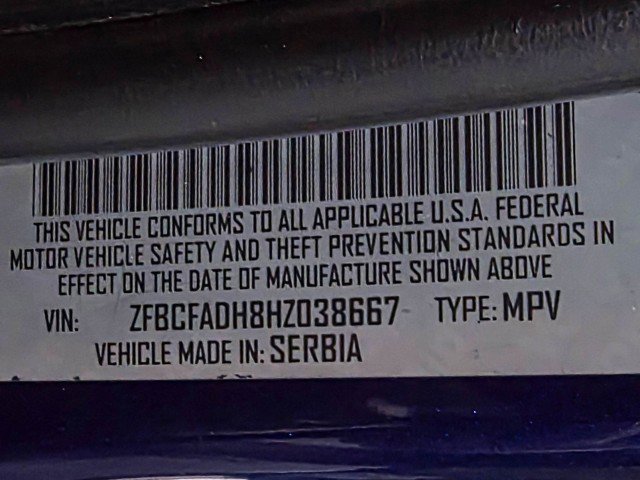 THIS VEHICLE CONFORMS TO ALL APPLICABLE U.S.A. FEDERAL
MOTOR VEHICLE SAFETY AND THEFT PREVENTION STANDARDS IN
EFFECT ON THE DATE OF MANUFACTURE SHOWN ABOVE
VIN: ZFBCFADH8HZ038667 TYPE: MPV
VEHICLE MADE IN: SERBIA